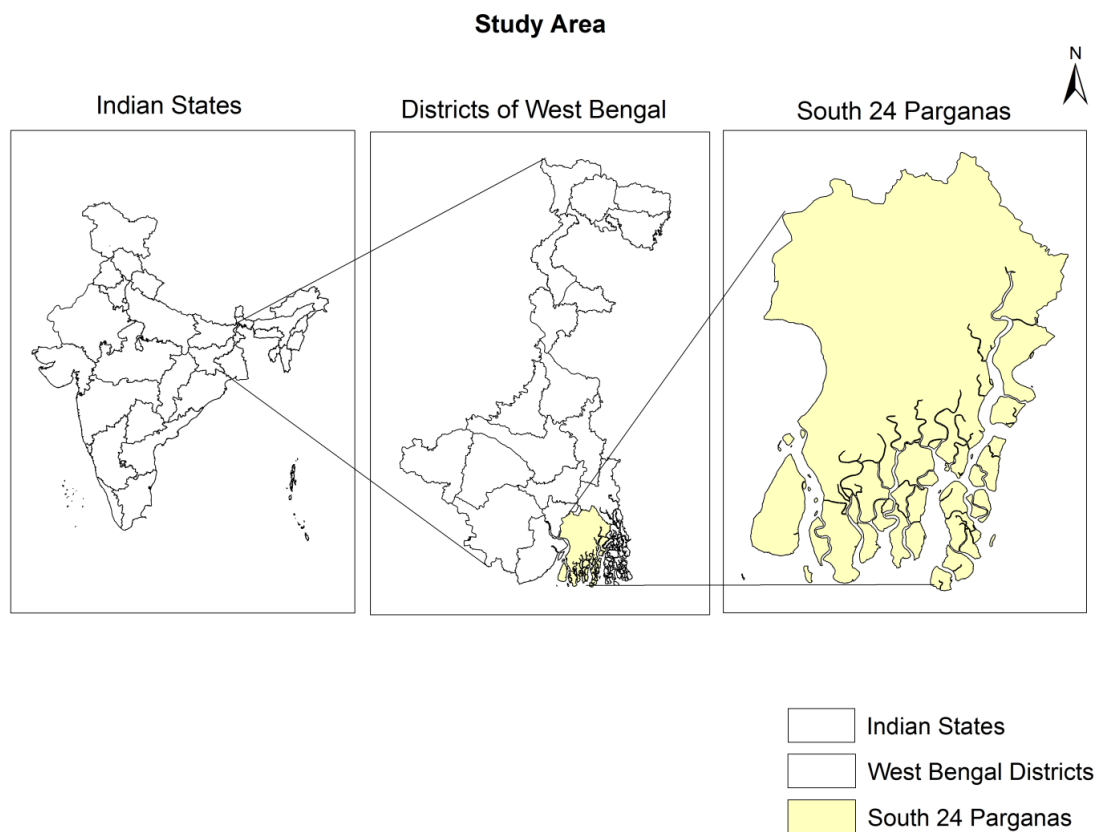 Study Area
N
Indian States
Districts of West Bengal
South 24 Parganas
Indian States
West Bengal Districts
South 24 Parganas